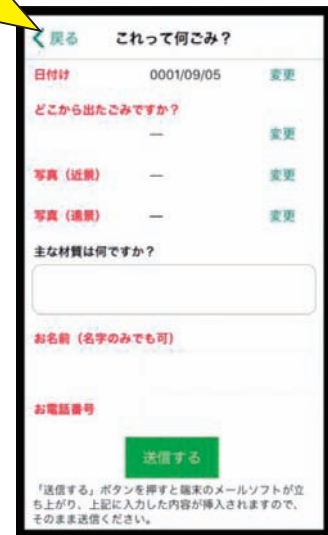 戻る これって何ごみ？
日付け 0001/09/05 変更
どこから出たごみですか？
— 変更
写真（近景） — 変更
写真（遠景） — 変更
主な材質は何ですか？
お名前（名字のみでも可）
お電話番号
送信する
「送信する」ボタンを押すと端末のメールソフトが立
ち上がり、上記に入力した内容が挿入されますので、
そのまま送信ください。